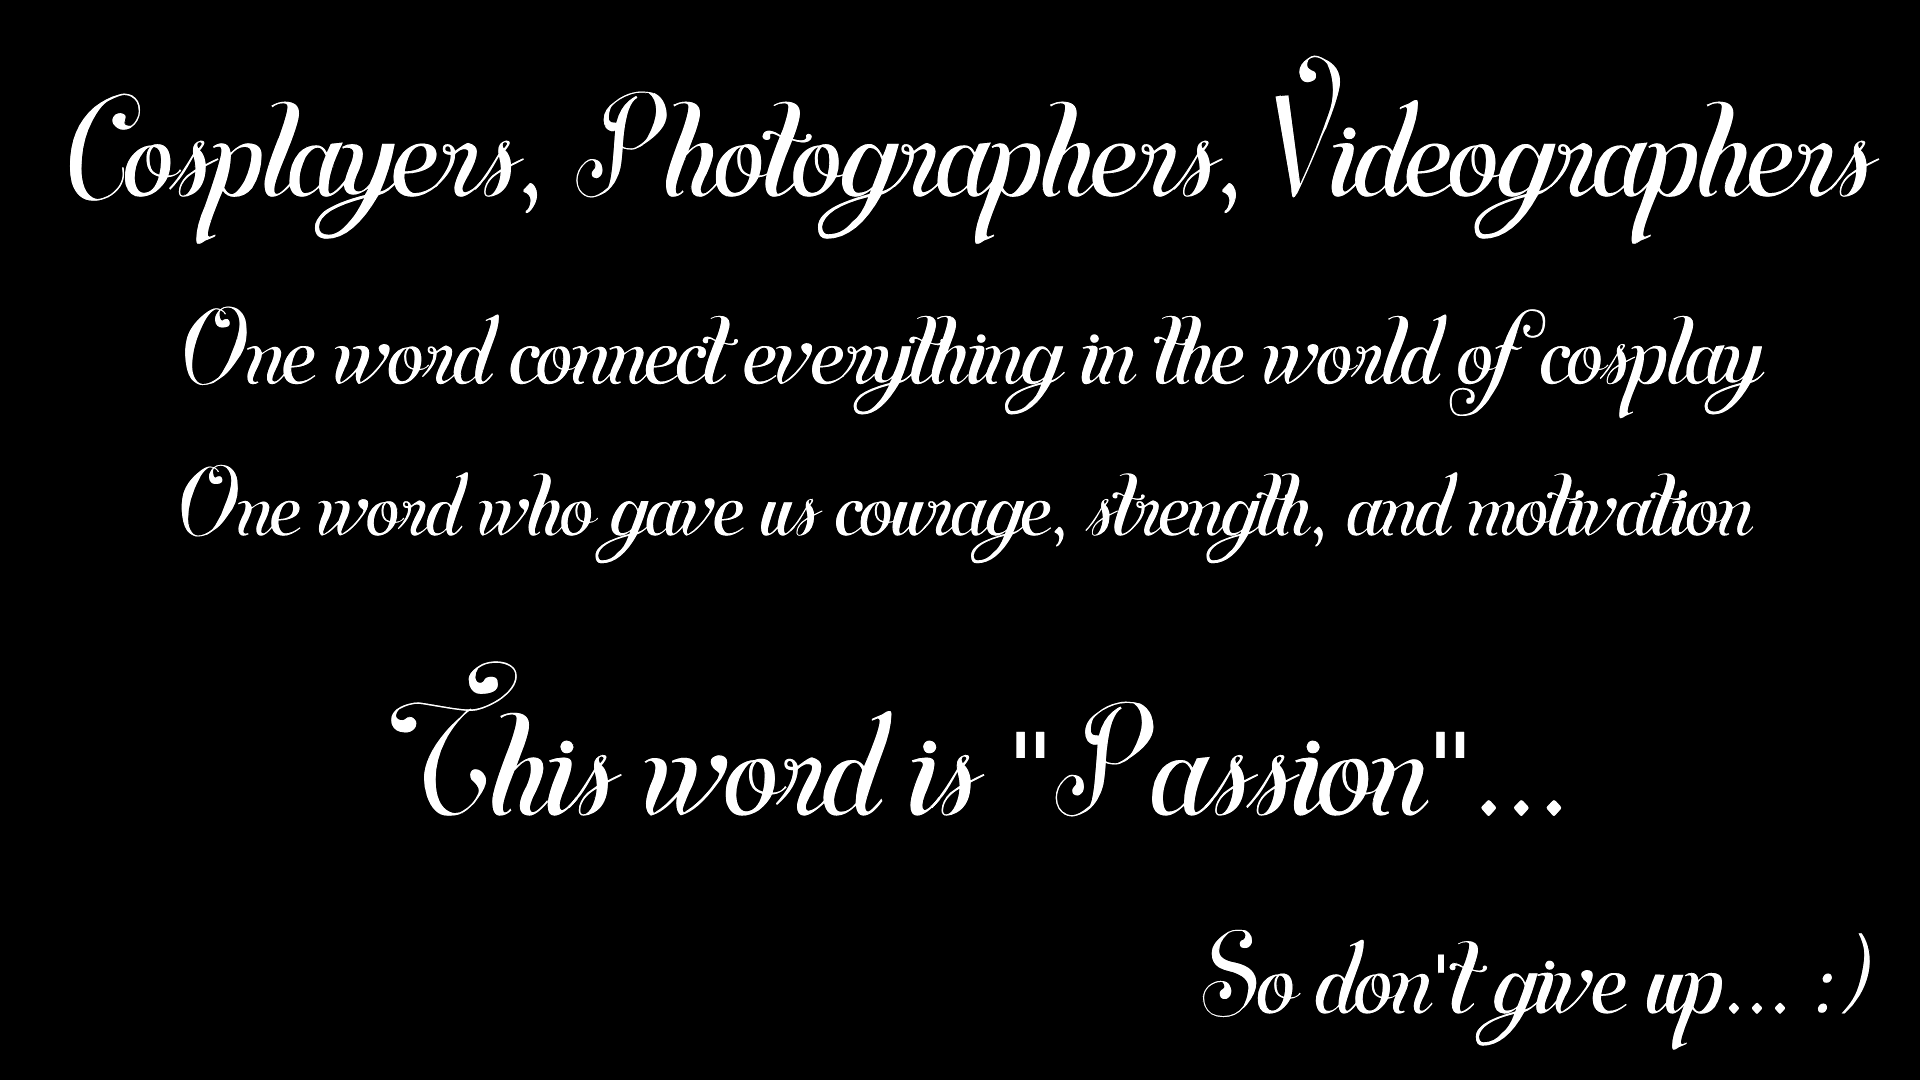 Cosplayers, Photographers, Videographers
One word connect everything in the world of cosplay
One word who gave us courage, strength, and motivation
This word is "Passion"...
So don't give up... :)